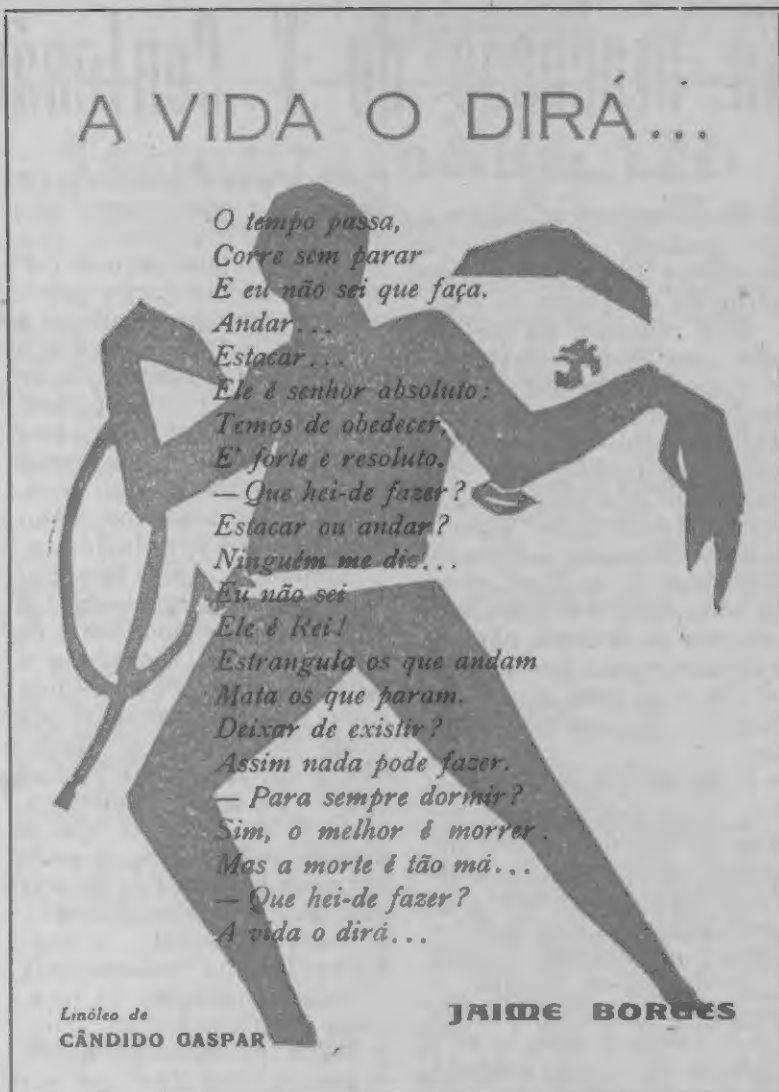 A VIDA O DIRÁ...
O tempo passa,
Corre sem parar
E eu não sei que faça.
Andar...
Estacar...
Ele é senhor absoluto:
Temos de obedecer,
E' forte e resoluto.
— Que hei-de fazer?
Estacar ou andar?
Ninguém me diz...
Eu não sei
Ele é Rei!
Estrangula os que andam
Mata os que param.
Deixar de existir?
Assim nada pode fazer.
— Para sempre dormir?
Sim, o melhor é morrer.
Mas a morte é tão má...
— Que hei-de fazer?
A vida o dirá...
Linóleo de
CÂNDIDO GASPAR
JAIME BORGES